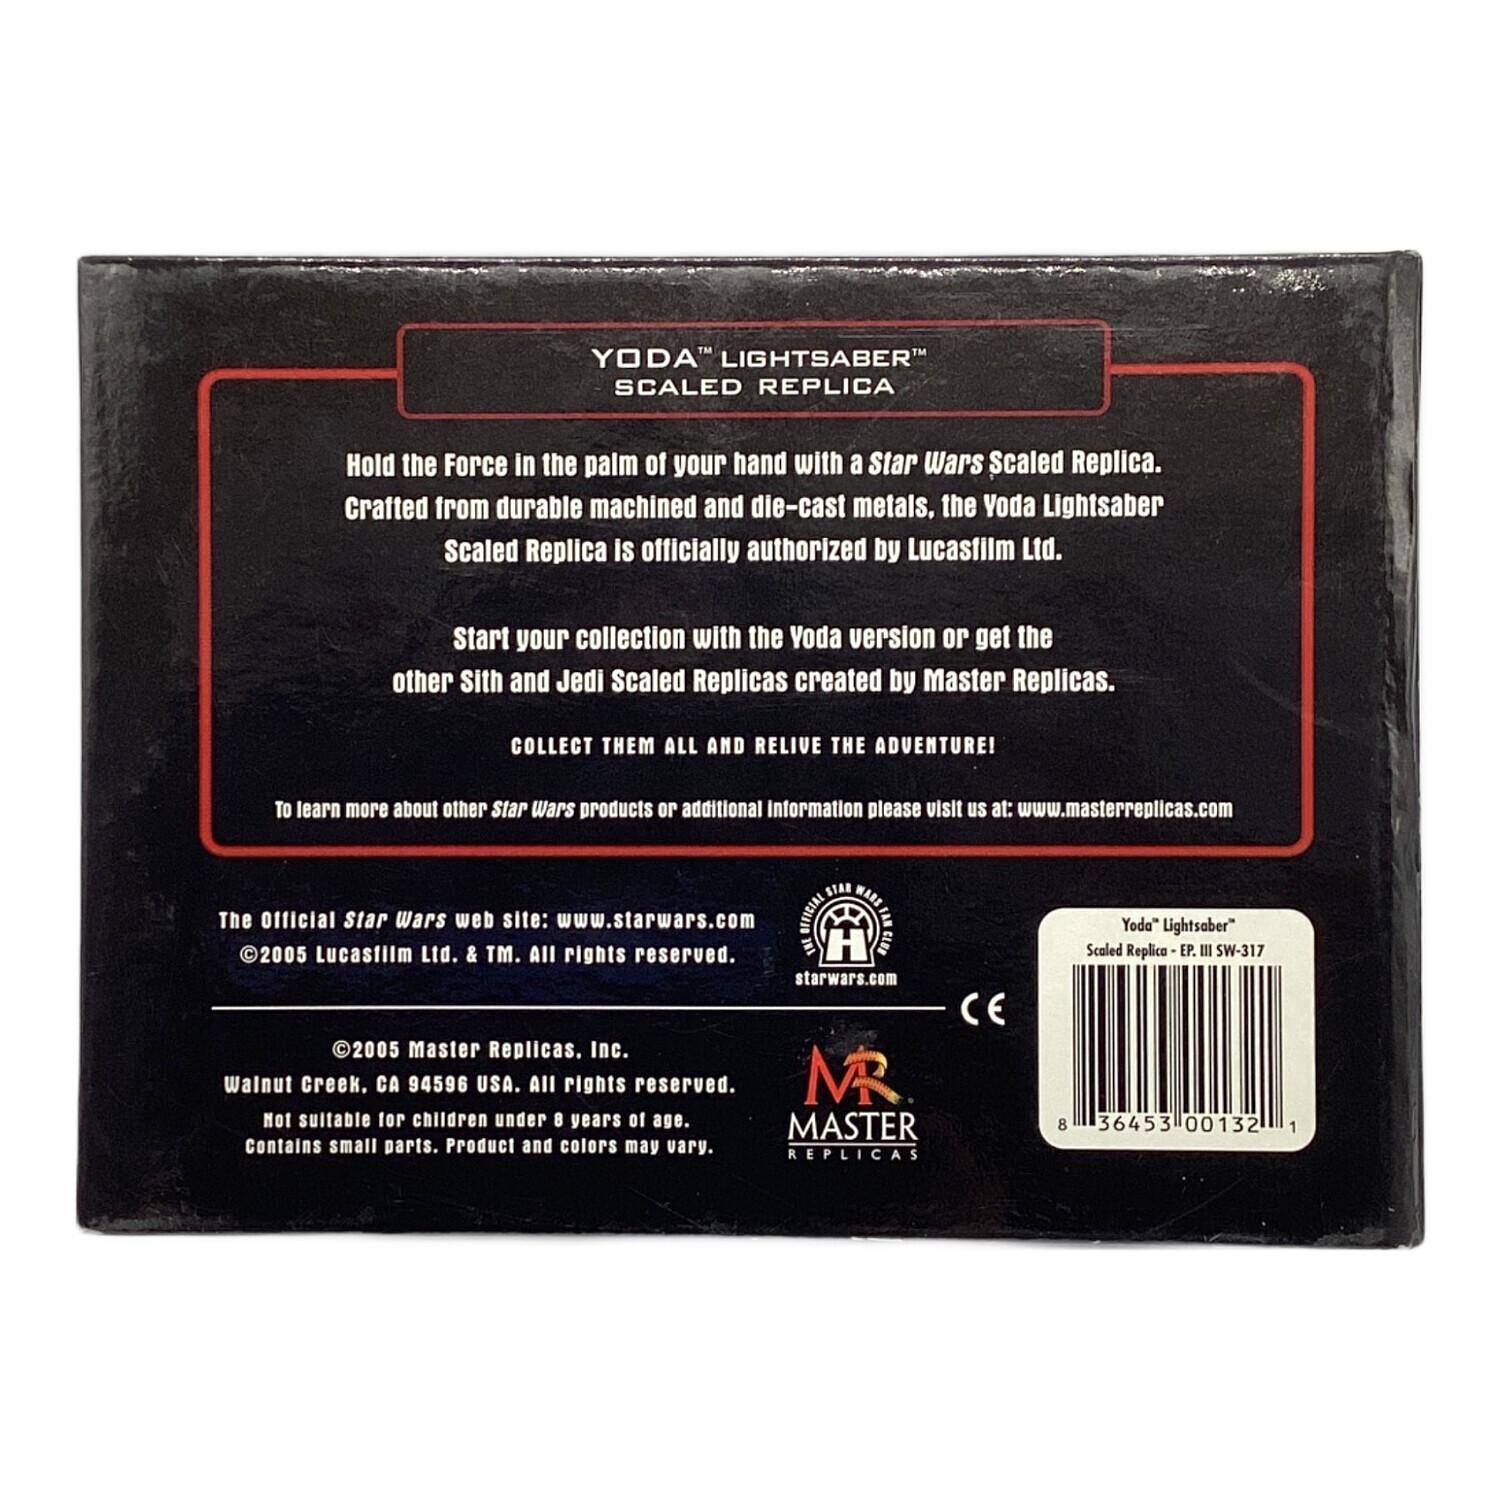 YODA™ LIGHTSABER™
SCALED REPLICA
Hold the Force in the palm of your hand with a Star Wars Scaled Replica.
Crafted from durable machined and die-cast metals, the Yoda Lightsaber
Scaled Replica is officially authorized by Lucasfilm Ltd.
Start your collection with the Yoda version or get the
other Sith and Jedi Scaled Replicas created by Master Replicas.
COLLECT THEM ALL AND RELIVE THE ADVENTURE!
To learn more about other Star Wars products or additional information please visit us at: www.masterreplicas.com
The Official Star Wars web site: www.starwars.com
©2005 Lucasfilm Ltd. & TM. All rights reserved.
THE OFFICIAL STAR WARS FAN CLUB
starwars.com
CE
©2005 Master Replicas, Inc.
Walnut Creek, CA 94596 USA. All rights reserved.
Not suitable for children under 8 years of age.
Contains small parts. Product and colors may vary.
MR®
MASTER
REPLICAS
Yoda™ Lightsaber™
Scaled Replica - EP. III SW-317
8 36453 00132 1